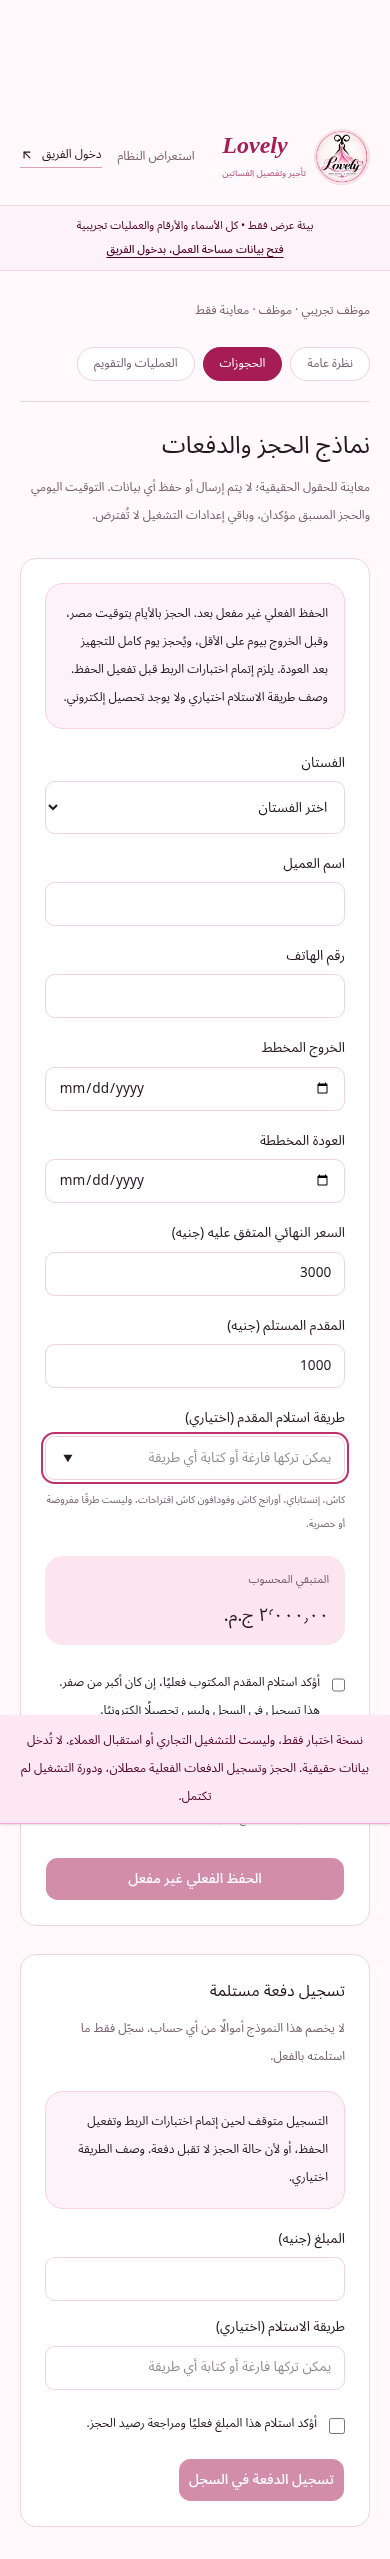 Lovely
Lovely
تأجير وتفصيل الفساتين
استعراض النظام
دخول الفريق
بيئة عرض فقط • كل الأسماء والأرقام والعمليات تجريبية
فتح بيانات مساحة العمل، بدخول الفريق
موظف تجريبي · موظف · معاينة فقط
نظرة عامة
الحجوزات
العمليات والتقويم
نماذج الحجز والدفعات
معاينة للحقول الحقيقية؛ لا يتم إرسال أو حفظ أي بيانات. التوقيت اليومي
والحجز المسبق مؤكدان، وباقي إعدادات التشغيل لا تُفترض.
الحفظ الفعلي غير مفعل بعد. الحجز بالأيام بتوقيت مصر،
وقبل الخروج بيوم على الأقل، ويُحجز يوم كامل للتجهيز
بعد العودة. يلزم إتمام اختبارات الربط قبل تفعيل الحفظ.
وصف طريقة الاستلام اختياري ولا يوجد تحصيل إلكتروني.
الفستان
اختر الفستان
اسم العميل
رقم الهاتف
الخروج المخطط
mm/dd/yyyy
العودة المخططة
mm/dd/yyyy
السعر النهائي المتفق عليه (جنيه)
3000
المقدم المستلم (جنيه)
1000
طريقة استلام المقدم (اختياري)
يمكن تركها فارغة أو كتابة أي طريقة
كاش، إنستاباي، أورانج كاش وفودافون كاش اقتراحات، وليست طرقًا مفروضة
أو حصرية.
المتبقي المحسوب
٢٬٠٠٠٫٠٠ ج.م.
أؤكد استلام المقدم المكتوب فعليًا، إن كان أكبر من صفر.
هذا تسجيل في السجل وليس تحصيلًا إلكترونيًا.
نسخة اختبار فقط، وليست للتشغيل التجاري أو استقبال العملاء. لا تُدخل
بيانات حقيقية. الحجز وتسجيل الدفعات الفعلية معطلان، ودورة التشغيل لم
تكتمل.
الحفظ الفعلي غير مفعل
تسجيل دفعة مستلمة
لا يخصم هذا النموذج أموالًا من أي حساب. سجّل فقط ما
استلمته بالفعل.
التسجيل متوقف لحين إتمام اختبارات الربط وتفعيل
الحفظ، أو لأن حالة الحجز لا تقبل دفعة. وصف الطريقة
اختياري.
المبلغ (جنيه)
طريقة الاستلام (اختياري)
يمكن تركها فارغة أو كتابة أي طريقة
أؤكد استلام هذا المبلغ فعليًا ومراجعة رصيد الحجز.
تسجيل الدفعة في السجل